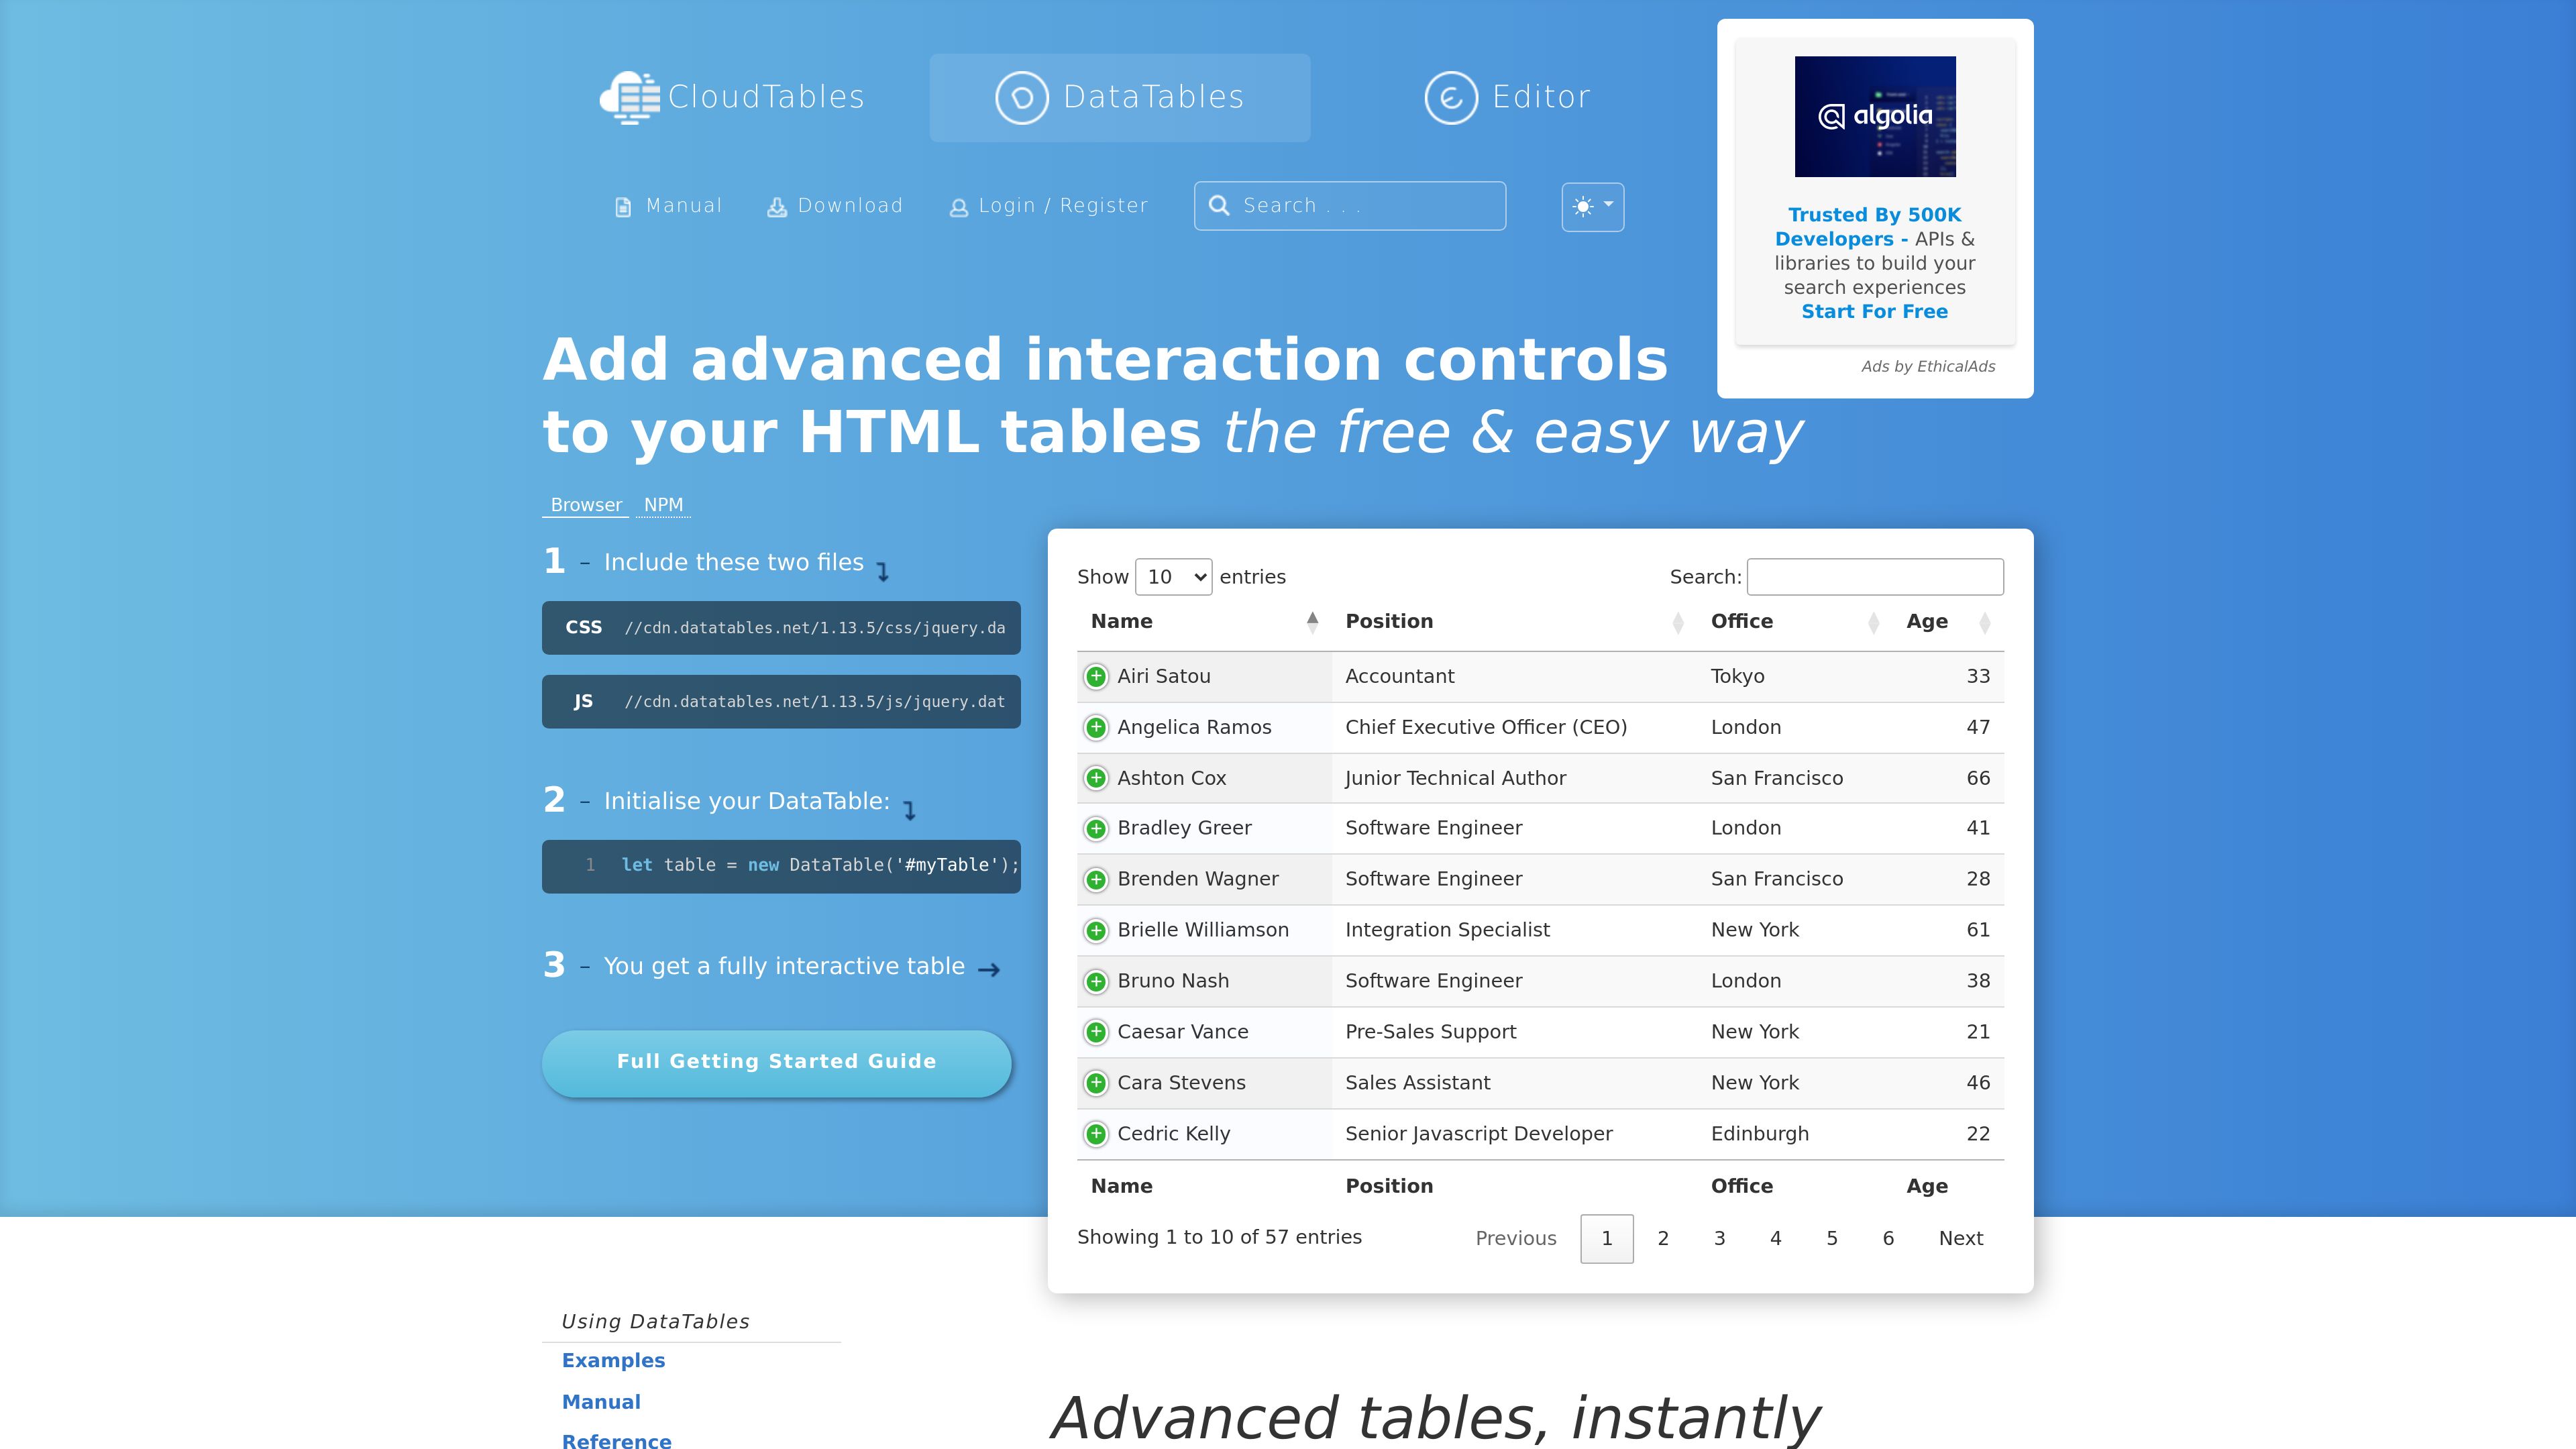 CloudTables
DataTables
Editor
Manual
Download
Login / Register
Search . . .
algolia
Trusted By 500K
Developers - APIs &
libraries to build your
search experiences
Start For Free
Ads by EthicalAds
Add advanced interaction controls
to your HTML tables the free & easy way
Browser NPM
1 – Include these two files
CSS //cdn.datatables.net/1.13.5/css/jquery.da
JS //cdn.datatables.net/1.13.5/js/jquery.dat
2 – Initialise your DataTable:
1 let table = new DataTable('#myTable');
3 – You get a fully interactive table →
Full Getting Started Guide
Show 10 entries Search:
Name Position Office Age
Airi Satou Accountant Tokyo 33
Angelica Ramos Chief Executive Officer (CEO) London 47
Ashton Cox Junior Technical Author San Francisco 66
Bradley Greer Software Engineer London 41
Brenden Wagner Software Engineer San Francisco 28
Brielle Williamson Integration Specialist New York 61
Bruno Nash Software Engineer London 38
Caesar Vance Pre-Sales Support New York 21
Cara Stevens Sales Assistant New York 46
Cedric Kelly Senior Javascript Developer Edinburgh 22
Name Position Office Age
Showing 1 to 10 of 57 entries Previous 1 2 3 4 5 6 Next
Using DataTables
Examples
Manual
Reference
Advanced tables, instantly